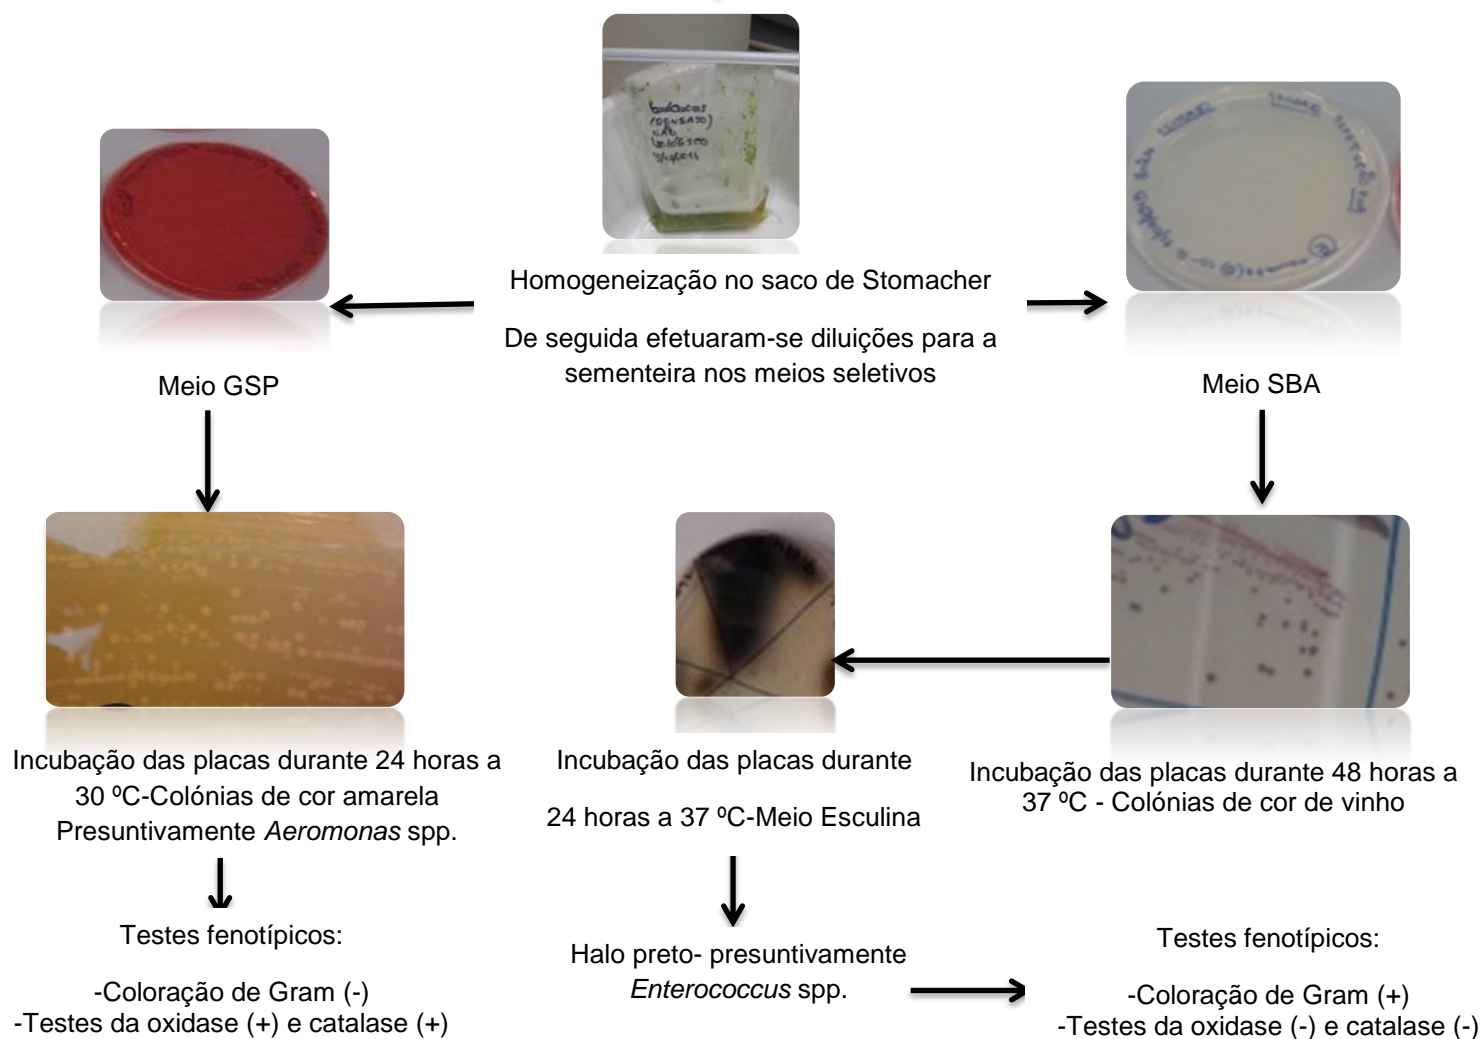 Homogeneização no saco de Stomacher
De seguida efetuaram-se diluições para a
sementeira nos meios seletivos
Meio GSP
Meio SBA
Incubação das placas durante 24 horas a
30 ºC-Colónias de cor amarela
Presuntivamente Aeromonas spp.
Incubação das placas durante
24 horas a 37 ºC-Meio Esculina
Incubação das placas durante 48 horas a
37 ºC - Colónias de cor de vinho
Testes fenotípicos:
-Coloração de Gram (-)
-Testes da oxidase (+) e catalase (+)
Halo preto- presuntivamente
Enterococcus spp.
Testes fenotípicos:
-Coloração de Gram (+)
-Testes da oxidase (-) e catalase (-)